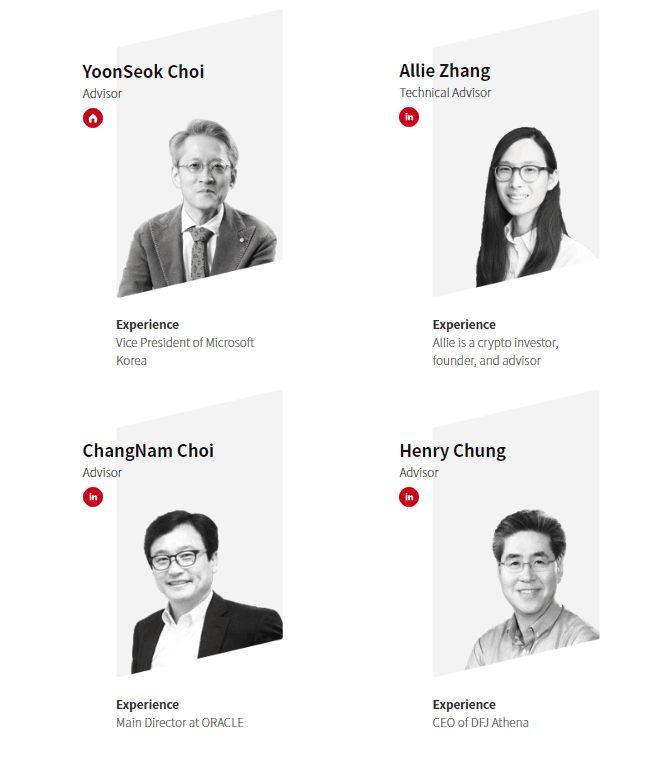 YoonSeok Choi
Advisor
Experience
Vice President of Microsoft
Korea
Allie Zhang
Technical Advisor
in
Experience
Allie is a crypto investor,
founder, and advisor
ChangNam Choi
Advisor
in
Experience
Main Director at ORACLE
Henry Chung
Advisor
in
Experience
CEO of DFJ Athena